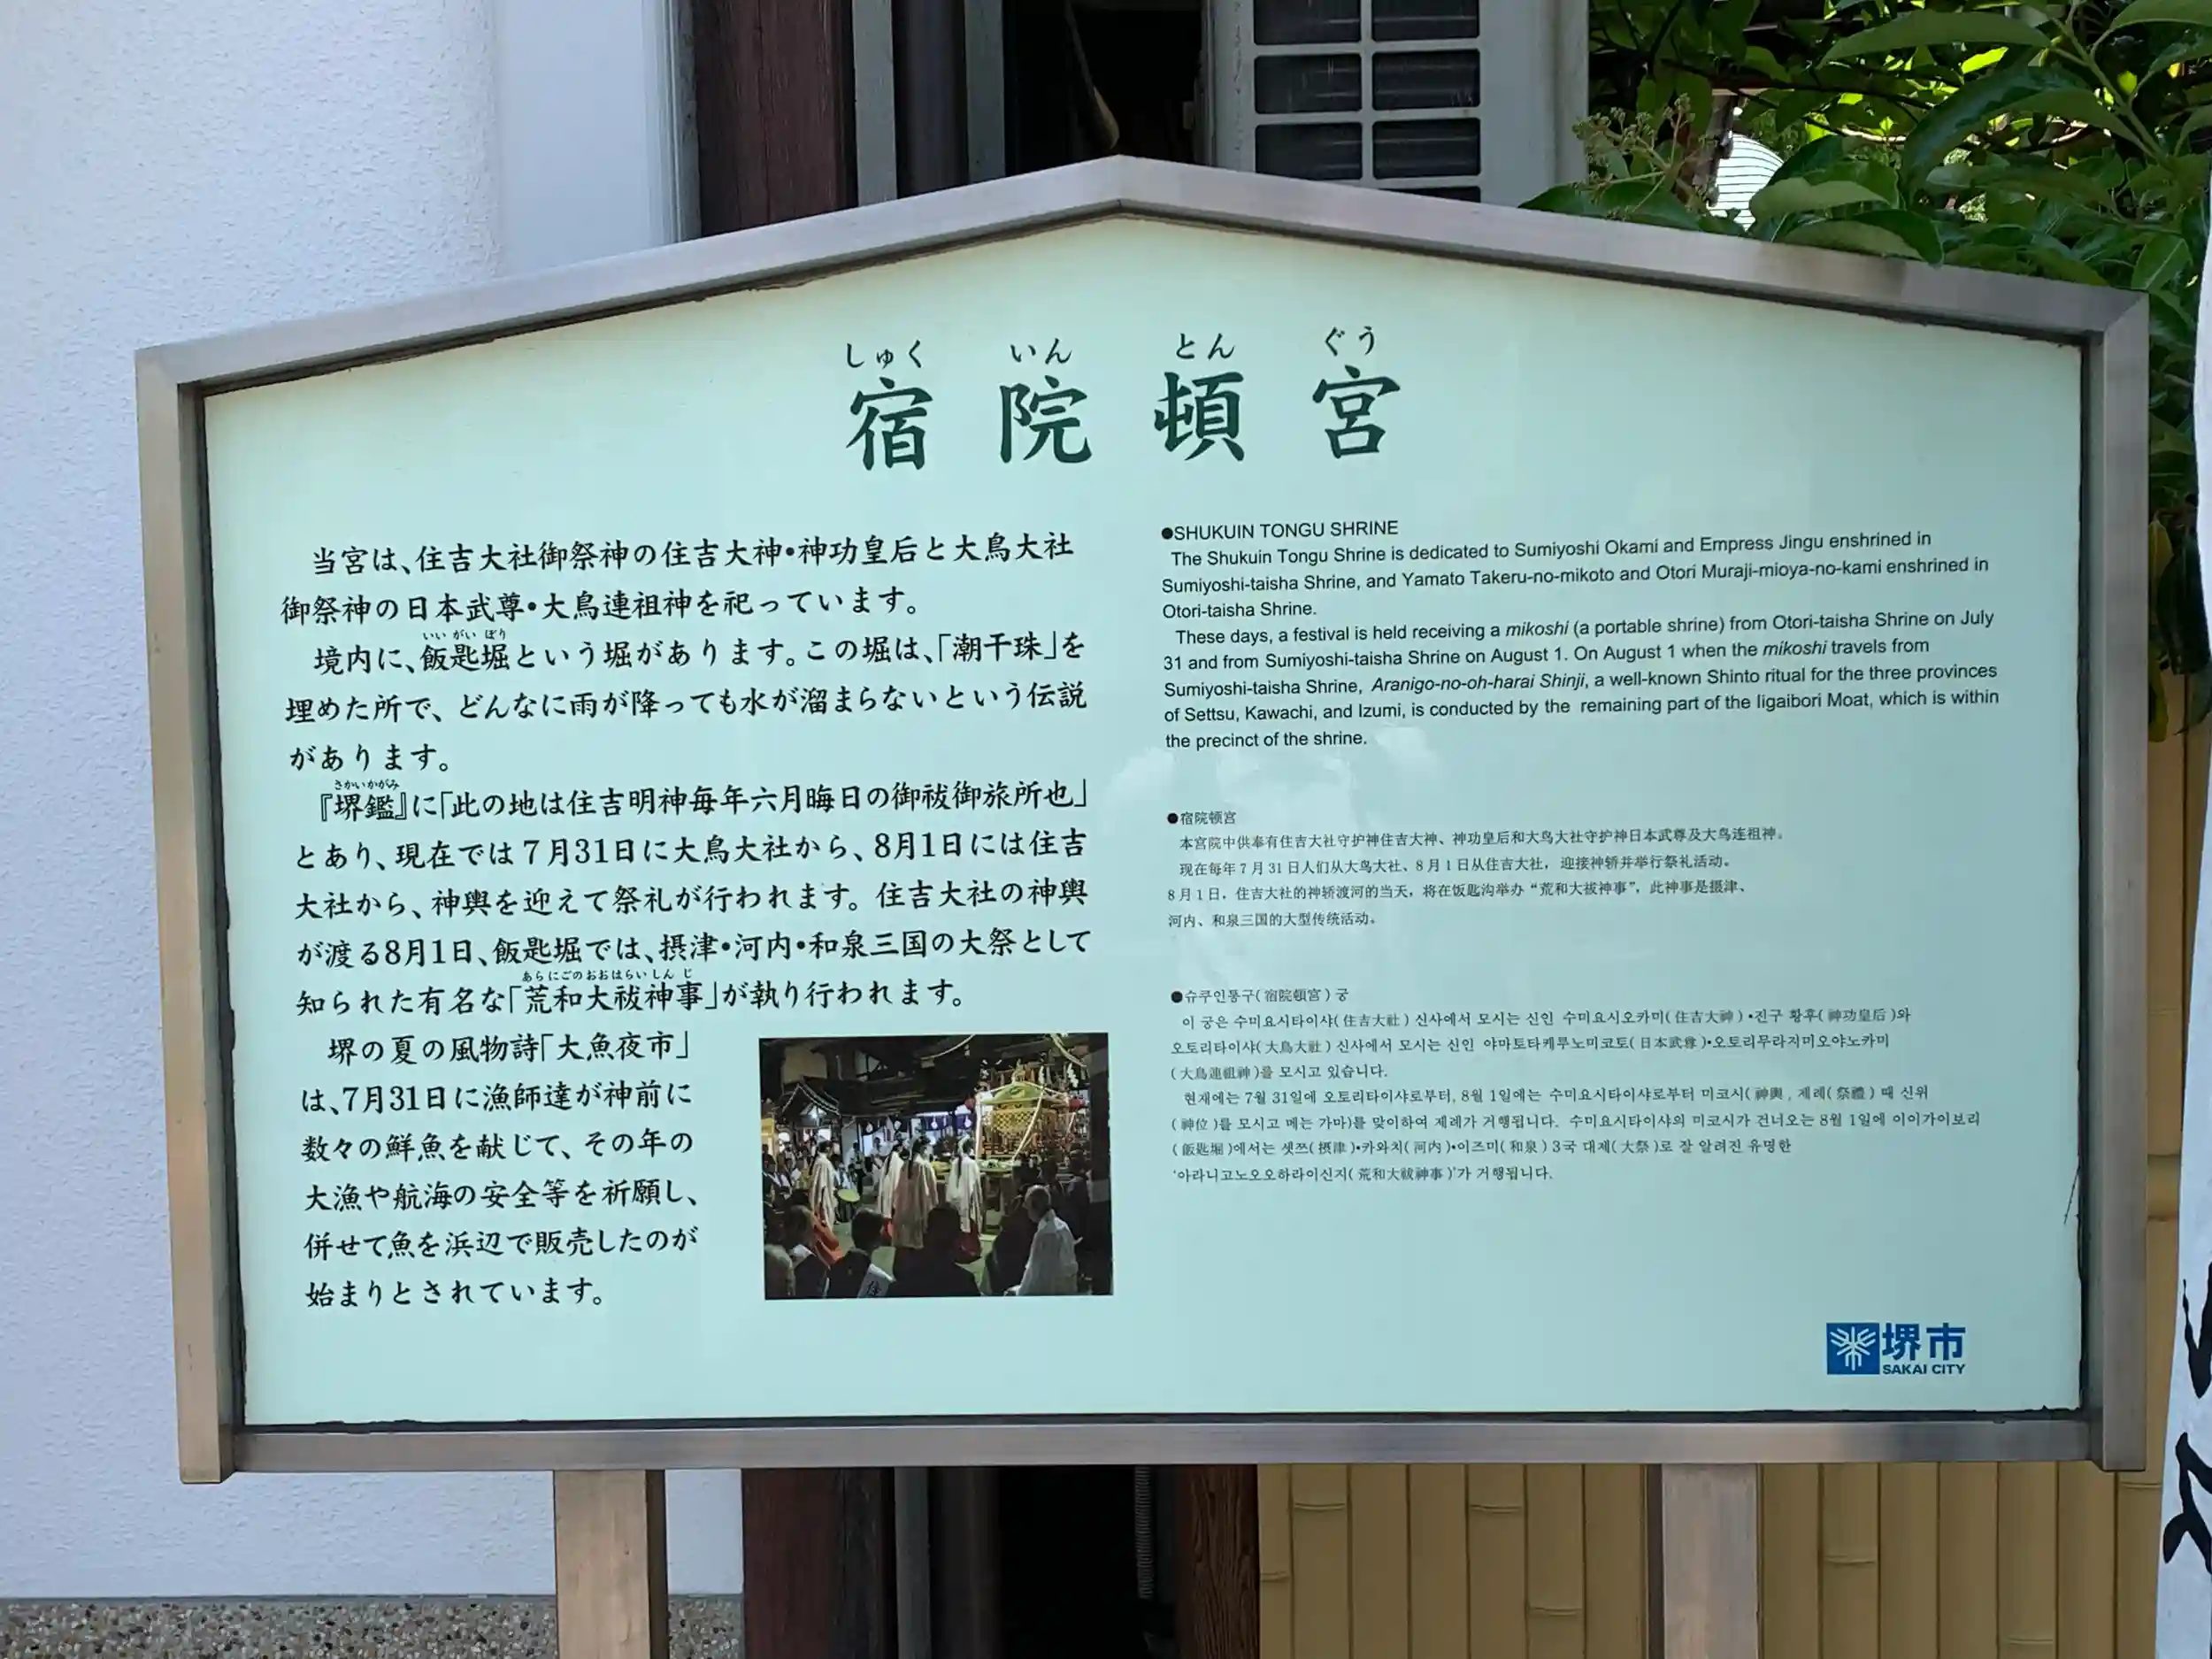 しゅく いん とん ぐう
宿院頓宮
当宮は、住吉大社御祭神の住吉大神・神功皇后と大鳥大社
御祭神の日本武尊・大鳥連祖神を祀っています。
いいがいぼり
境内に、飯匙堀という堀があります。この堀は、「潮干珠」を
埋めた所で、どんなに雨が降っても水が溜まらないという伝説
があります。
さかいかがみ
『堺鑑』に「此の地は住吉明神毎年六月晦日の御祓御旅所也」
とあり、現在では7月31日に大鳥大社から、8月1日には住吉
大社から、神輿を迎えて祭礼が行われます。住吉大社の神輿
が渡る8月1日、飯匙堀では、摂津・河内・和泉三国の大祭として
あらにごのおおはらいしんじ
知られた有名な「荒和大祓神事」が執り行われます。
堺の夏の風物詩「大魚夜市」
は、7月31日に漁師達が神前に
数々の鮮魚を献じて、その年の
大漁や航海の安全等を祈願し、
併せて魚を浜辺で販売したのが
始まりとされています。
●SHUKUIN TONGU SHRINE
The Shukuin Tongu Shrine is dedicated to Sumiyoshi Okami and Empress Jingu enshrined in
Sumiyoshi-taisha Shrine, and Yamato Takeru-no-mikoto and Otori Muraji-mioya-no-kami enshrined in
Otori-taisha Shrine.
These days, a festival is held receiving a mikoshi (a portable shrine) from Otori-taisha Shrine on July
31 and from Sumiyoshi-taisha Shrine on August 1. On August 1 when the mikoshi travels from
Sumiyoshi-taisha Shrine, Aranigo-no-oh-harai Shinji, a well-known Shinto ritual for the three provinces
of Settsu, Kawachi, and Izumi, is conducted by the remaining part of the Iigaibori Moat, which is within
the precinct of the shrine.
●宿院顿宫
本宫院中供奉有住吉大社守护神住吉大神、神功皇后和大鸟大社守护神日本武尊及大鸟连祖神。
现在每年7月31日人们从大鸟大社、8月1日从住吉大社，迎接神轿并举行祭礼活动。
8月1日，住吉大社的神轿渡河的当天，将在饭匙沟举办“荒和大祓神事”，此神事是摄津、
河内、和泉三国的大型传统活动。
●슈쿠인통구(宿院頓宮)궁
이 궁은 수미요시타이샤(住吉大社) 신사에서 모시는 신인 수미요시오카미(住吉大神)•진구 황후(神功皇后)와
오토리타이샤(大鳥大社) 신사에서 모시는 신인 야마토타케루노미코토(日本武尊)•오토리무라지미오야노카미
(大鳥連祖神)를 모시고 있습니다.
현재에는 7월 31일에 오토리타이샤로부터, 8월 1일에는 수미요시타이샤로부터 미코시(神輿, 제례(祭禮) 때 신위
(神位)를 모시고 메는 가마)를 맞이하여 제례가 거행됩니다. 수미요시타이샤의 미코시가 건너오는 8월 1일에 이이가이보리
(飯匙堀)에서는 셋쯔(摂津)•카와치(河内)•이즈미(和泉) 3국 대제(大祭)로 잘 알려진 유명한
‘아라니고노오오하라이신지(荒和大祓神事)’가 거행됩니다.
堺市
SAKAI CITY